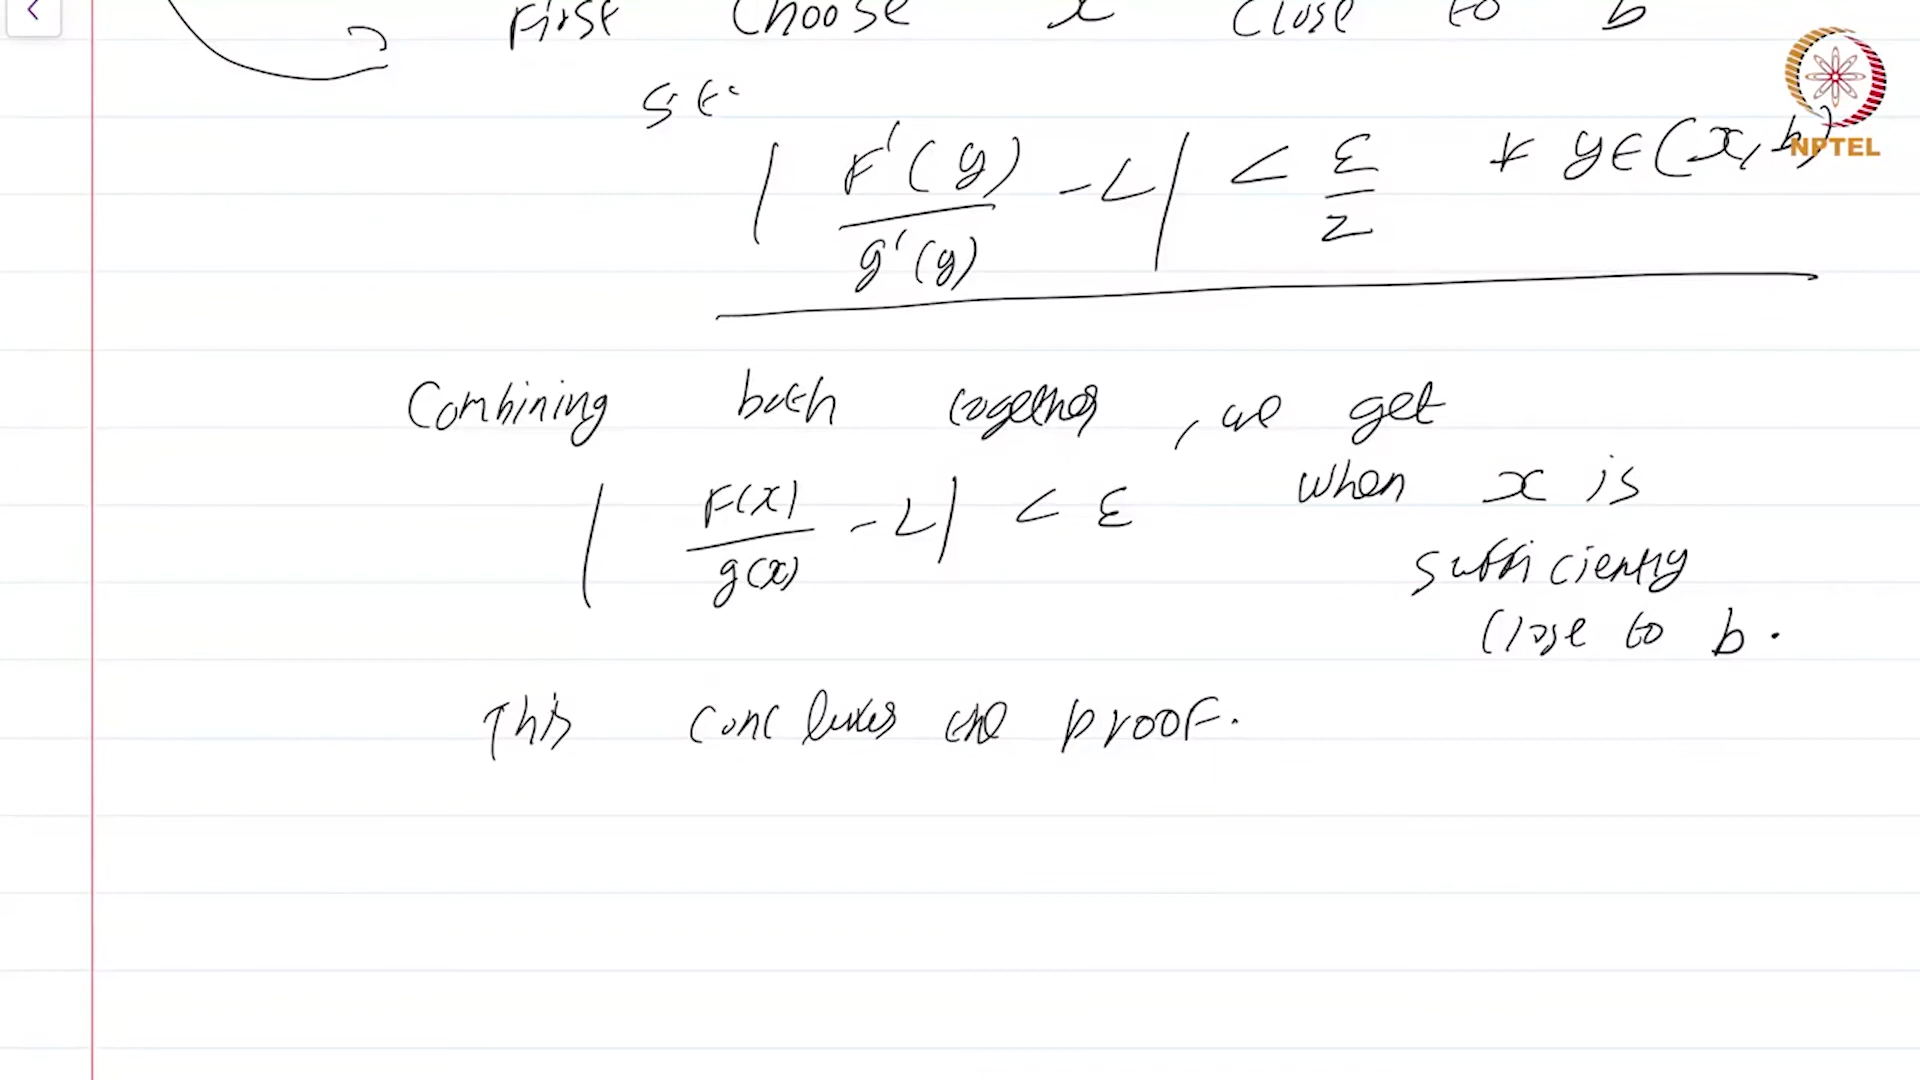 First choose x close to b
s.t.
| F'(y) / g'(y) - L | < ε / 2 ∀ y ∈ (x, b)
NPTEL
Combining both together, we get
| F(x) / g(x) - L | < ε when x is
sufficiently
close to b.
This concludes the proof.